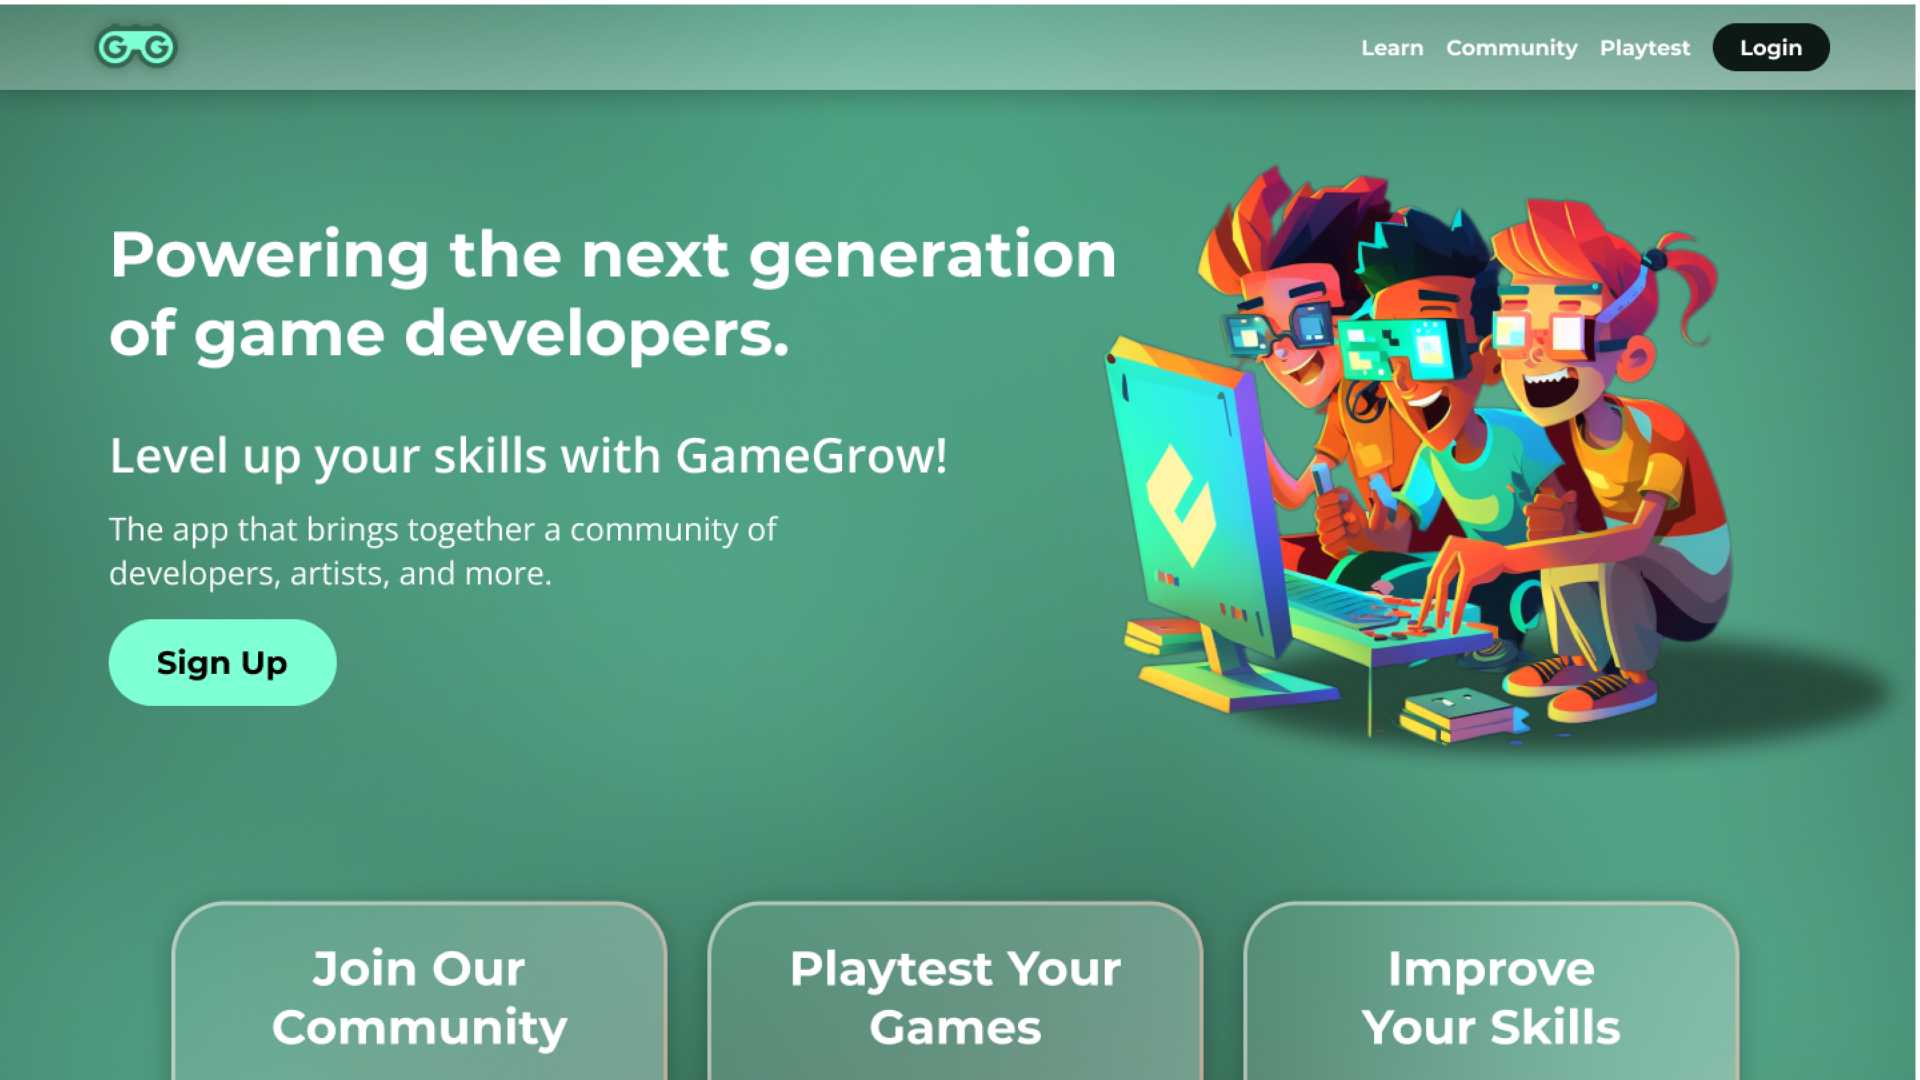 GG
Learn Community Playtest Login
Powering the next generation
of game developers.
Level up your skills with GameGrow!
The app that brings together a community of
developers, artists, and more.
Sign Up
Join Our
Community
Playtest Your
Games
Improve
Your Skills